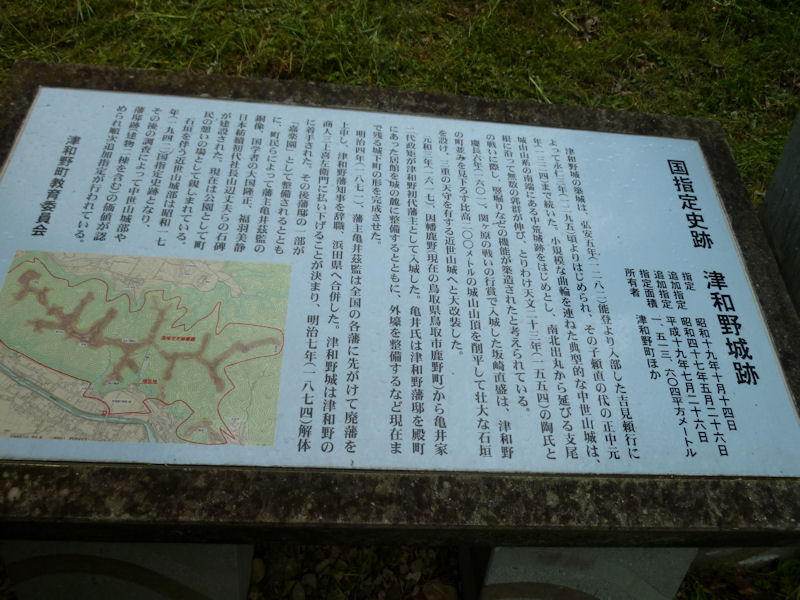 国指定史跡　津和野城跡
指定　昭和十九年十月十四日
追加指定　昭和四十七年五月二十六日
追加指定　平成十九年七月二十六日
指定面積　一、五一三、六〇四平方メートル
所有者　津和野町ほか
津和野城の築城は、弘安五年(一二八二)能登より入部した吉見頼行に
よって永仁三年(一二九五)頃よりはじめられ、その子頼直の代の正中元
年(一三二四)まで続いた。小規模な曲輪を連ねた典型的な中世山城は、
城山山系の南端にある中荒城跡をはじめとし、南北出丸から延びる支尾
根に沿って無数の郭群が伸び、とりわけ天文二十三年(一五五四)の陶氏と
の戦いに際し、竪堀りなどの機能が築造されたと考えられている。
慶長六年(一六〇一)、関ヶ原の戦いの行賞で入城した坂崎直盛は、津和野
の町並みを見下ろす比高二〇〇メートルの城山山頂を削平して壮大な石垣
を設け、三重の天守を有する近世山城へと大改装した。
元和三年(一六一七)、因幡鹿野(現在の鳥取県鳥取市鹿野町)から亀井家
二代政矩が津和野初代藩主として入城した。亀井氏は津和野藩邸を殿町
にあった居館を城の麓に整備するとともに、外壕を整備するなど現在ま
で残る城下町の形を完成させた。
明治四年(一八七一)、藩主亀井茲監は全国の各藩に先がけて廃藩を
上申し、津和野藩知事を辞職、浜田県へ合併した。津和野城は津和野の
商人三上喜左衛門に払い下げることが決まり、明治七年(一八七四)解体
に着手された。その後藩邸の一部が
「嘉楽園」として整備されるととも
に、町民らによって藩主亀井茲監の
銅像、国学者の大国隆正、福羽美静
日本紡績初代社長山辺丈夫らの石碑
が建設された。現在は公園として町
民の憩いの場として親しまれている。
石垣を伴う近世山城部は昭和一七
年(一九四二)国指定史跡となり、
その後の調査によって中世山城部や
藩邸跡(建物二棟を含む)の価値が認
められ順次追加指定が行われている。
津和野町教育委員会